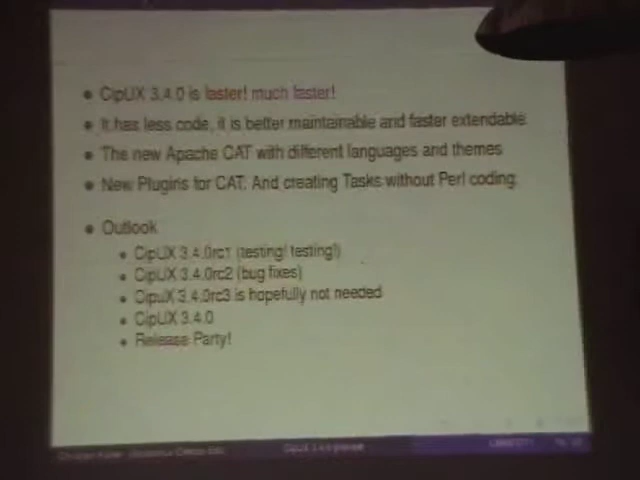 CipUX 3.4.0 is faster! much faster!
It has less code, it is better maintainable and faster extendable
The new Apache CAT with different languages and themes
New Plugins for CAT. And creating Tasks without Perl coding.
Outlook
CipUX 3.4.0rc1 (testing! testing!)
CipUX 3.4.0rc2 (bug fixes)
CipuX 3.4.0rc3 is hopefully not needed
CipUX 3.4.0
Release Party!